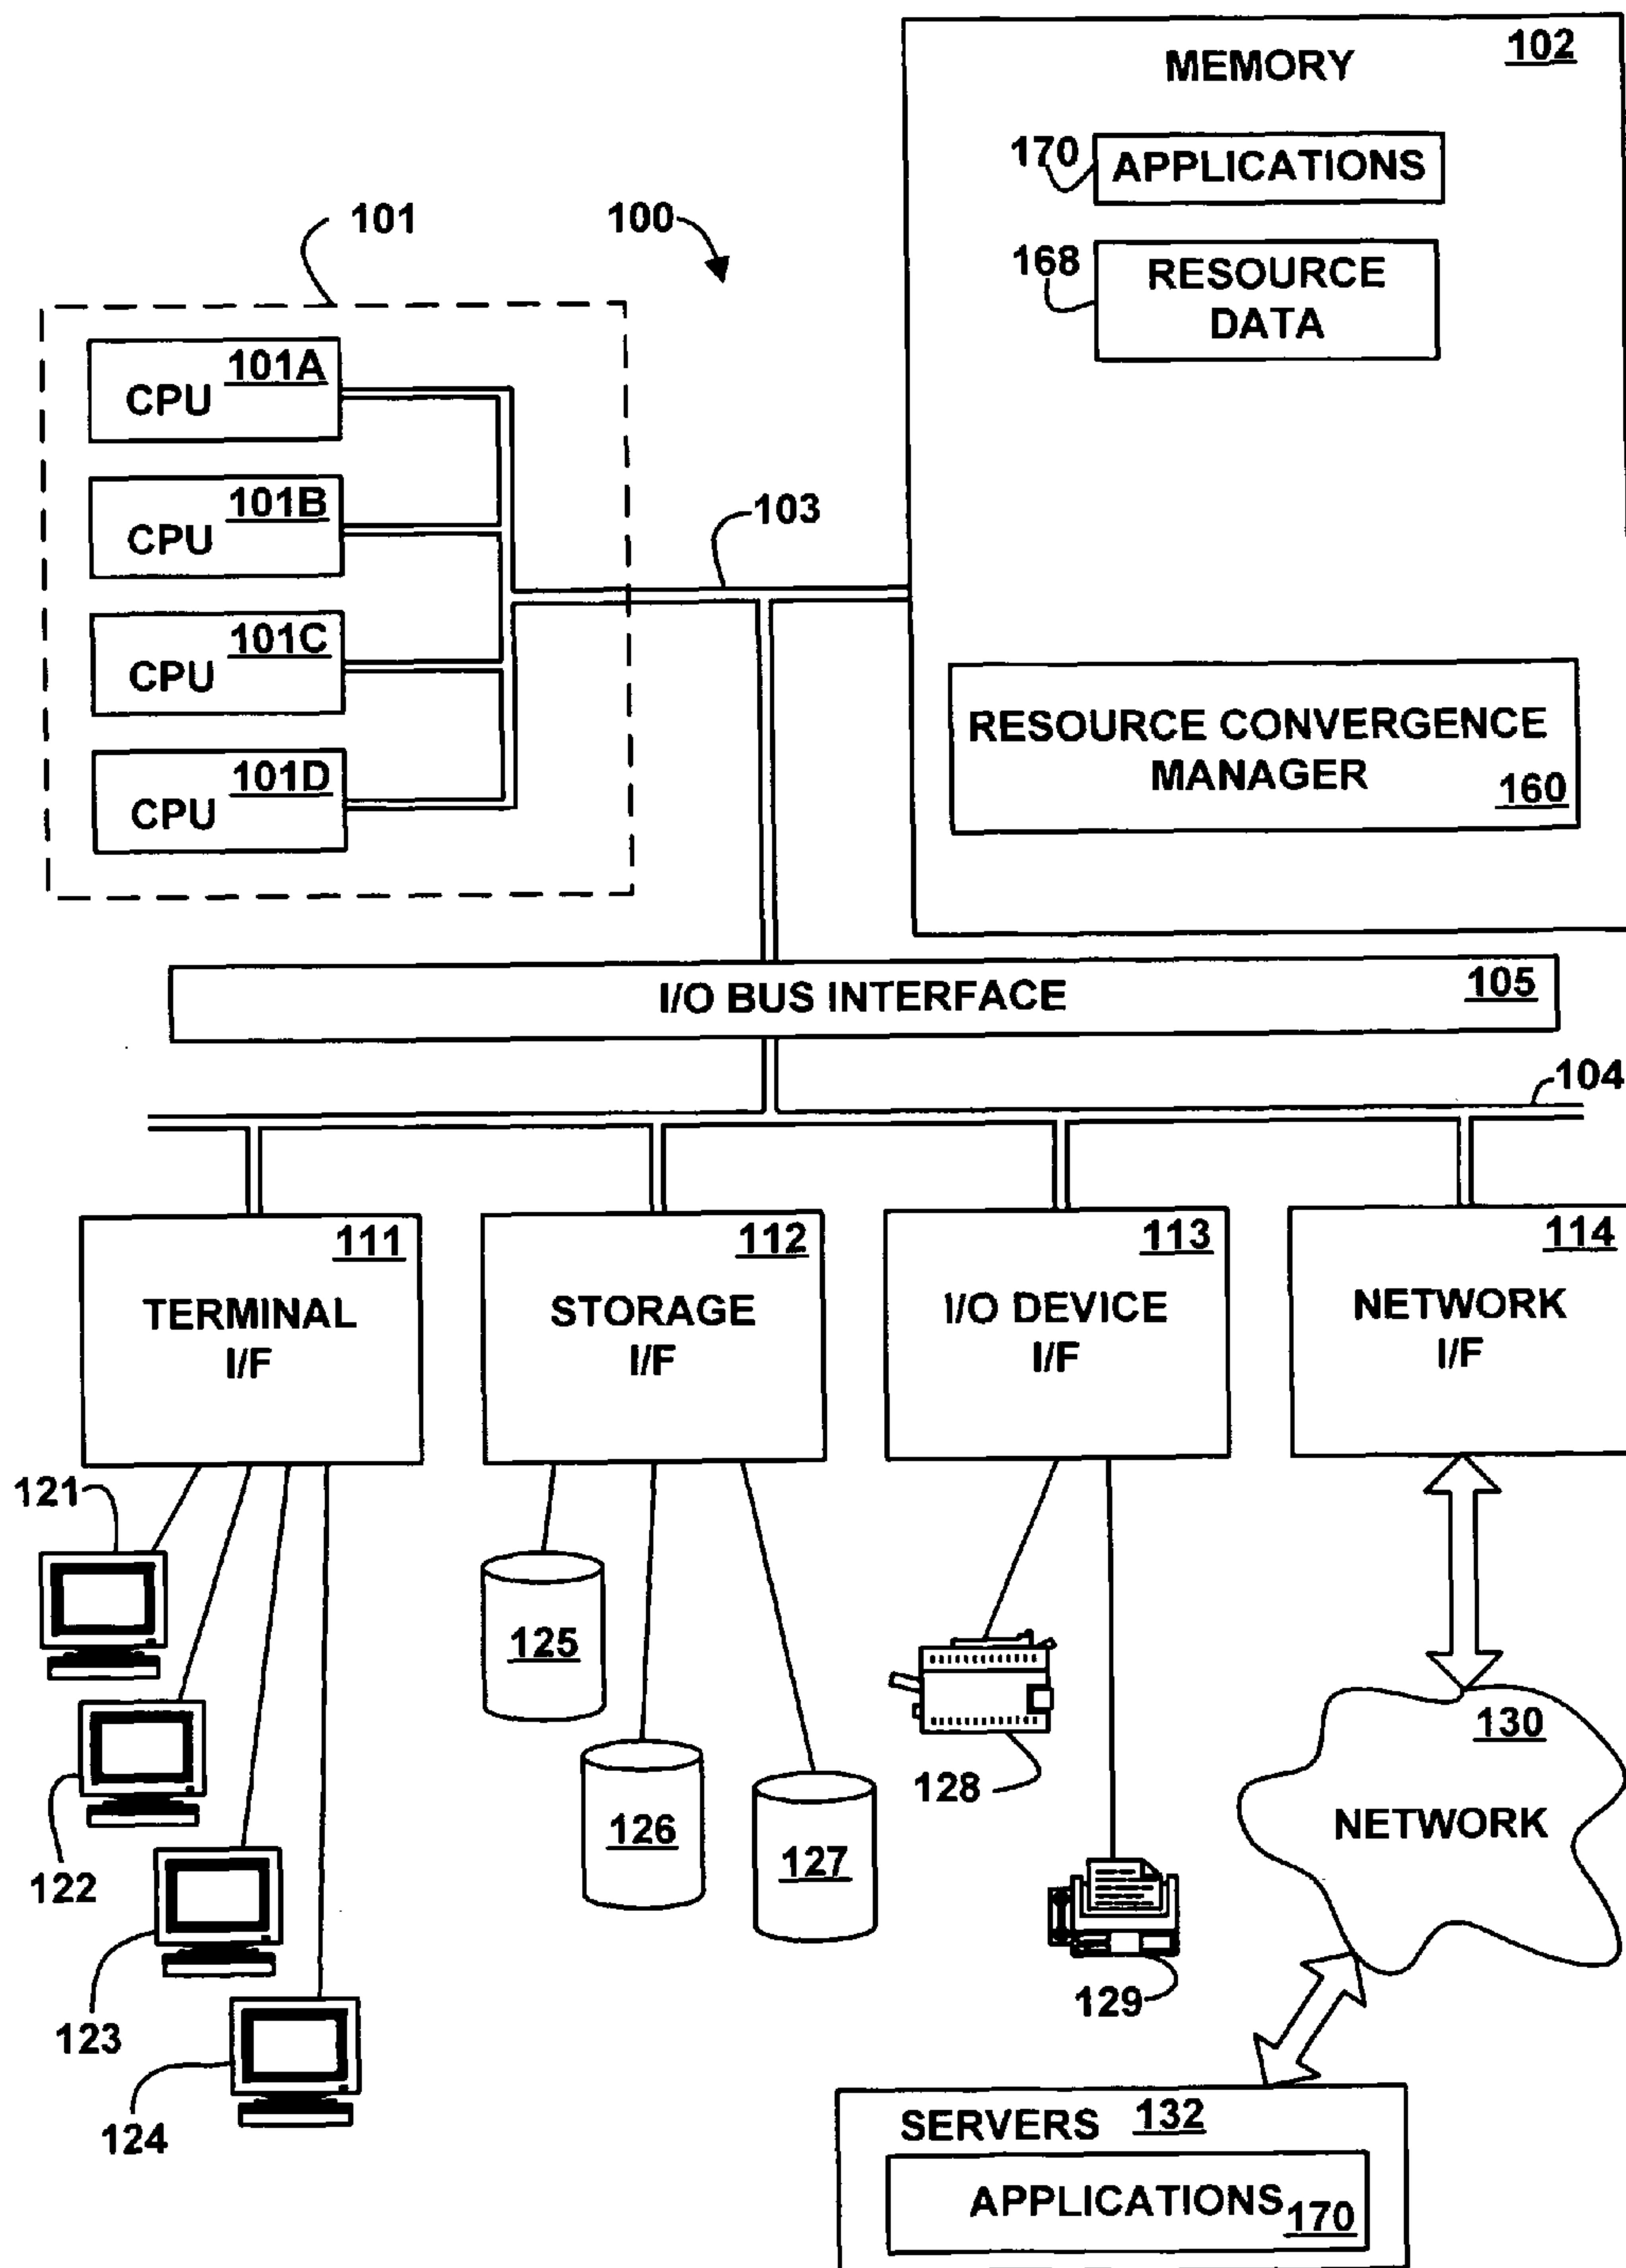 MEMORY 102
170 APPLICATIONS
168 RESOURCE
DATA
101
100
101A
CPU
101B
CPU
101C
CPU
101D
CPU
103
RESOURCE CONVERGENCE
MANAGER
160
I/O BUS INTERFACE 105
104
111
TERMINAL
I/F
112
STORAGE
I/F
113
I/O DEVICE
I/F
114
NETWORK
I/F
121
122
123
124
125
126
127
128
129
130
NETWORK
SERVERS 132
APPLICATIONS 170